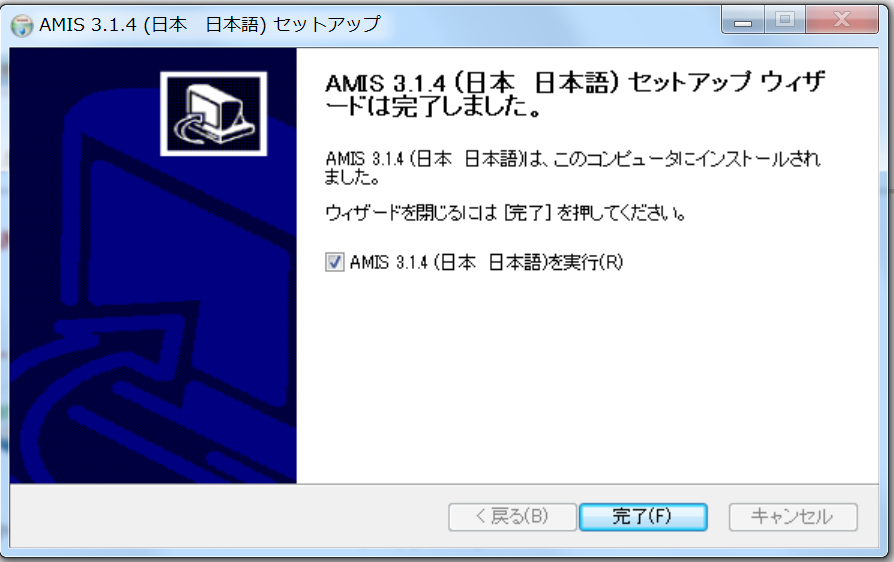 AMIS 3.1.4 (日本　日本語) セットアップ
AMIS 3.1.4 (日本　日本語) セットアップ ウィザ
ードは完了しました。
AMIS 3.1.4 (日本　日本語)は、このコンピュータにインストールされ
ました。
ウィザードを閉じるには [完了] を押してください。
AMIS 3.1.4 (日本　日本語)を実行(R)
< 戻る(B)
完了(F)
キャンセル